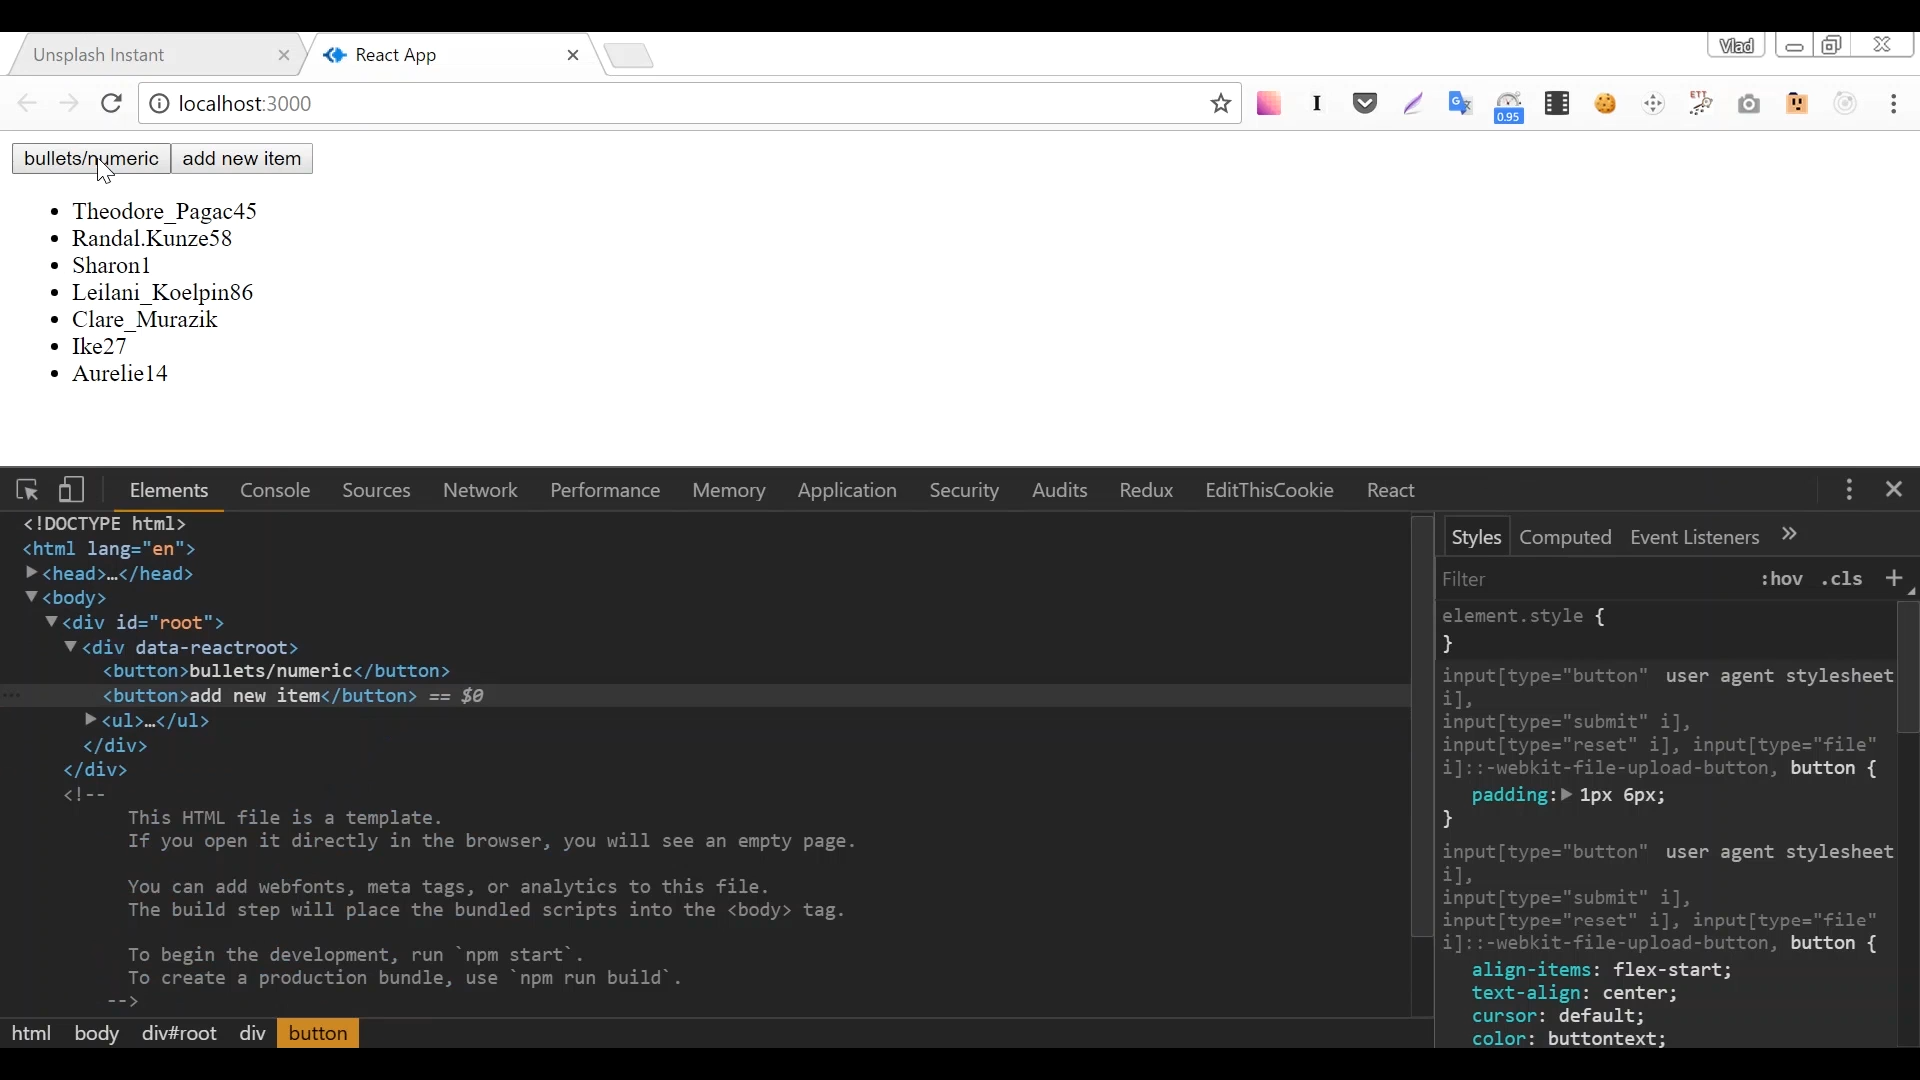 Unsplash Instant
React App
Vlad
localhost:3000
I
ETT
0.95
bullets/numeric
add new item
• Theodore_Pagac45
• Randal.Kunze58
• Sharon1
• Leilani_Koelpin86
• Clare_Murazik
• Ike27
• Aurelie14
Elements Console Sources Network Performance Memory Application Security Audits Redux EditThisCookie React
<!DOCTYPE html>
<html lang="en">
<head>…</head>
<body>
<div id="root">
<div data-reactroot>
<button>bullets/numeric</button>
<button>add new item</button> == $0
<ul>…</ul>
</div>
</div>
<!--
This HTML file is a template.
If you open it directly in the browser, you will see an empty page.
You can add webfonts, meta tags, or analytics to this file.
The build step will place the bundled scripts into the <body> tag.
To begin the development, run `npm start`.
To create a production bundle, use `npm run build`.
-->
html body div#root div button
Styles Computed Event Listeners »
Filter :hov .cls +
element.style {
}
input[type="button" user agent stylesheet
i],
input[type="submit" i],
input[type="reset" i], input[type="file"
i]::-webkit-file-upload-button, button {
padding: 1px 6px;
}
input[type="button" user agent stylesheet
i],
input[type="submit" i],
input[type="reset" i], input[type="file"
i]::-webkit-file-upload-button, button {
align-items: flex-start;
text-align: center;
cursor: default;
color: buttontext;